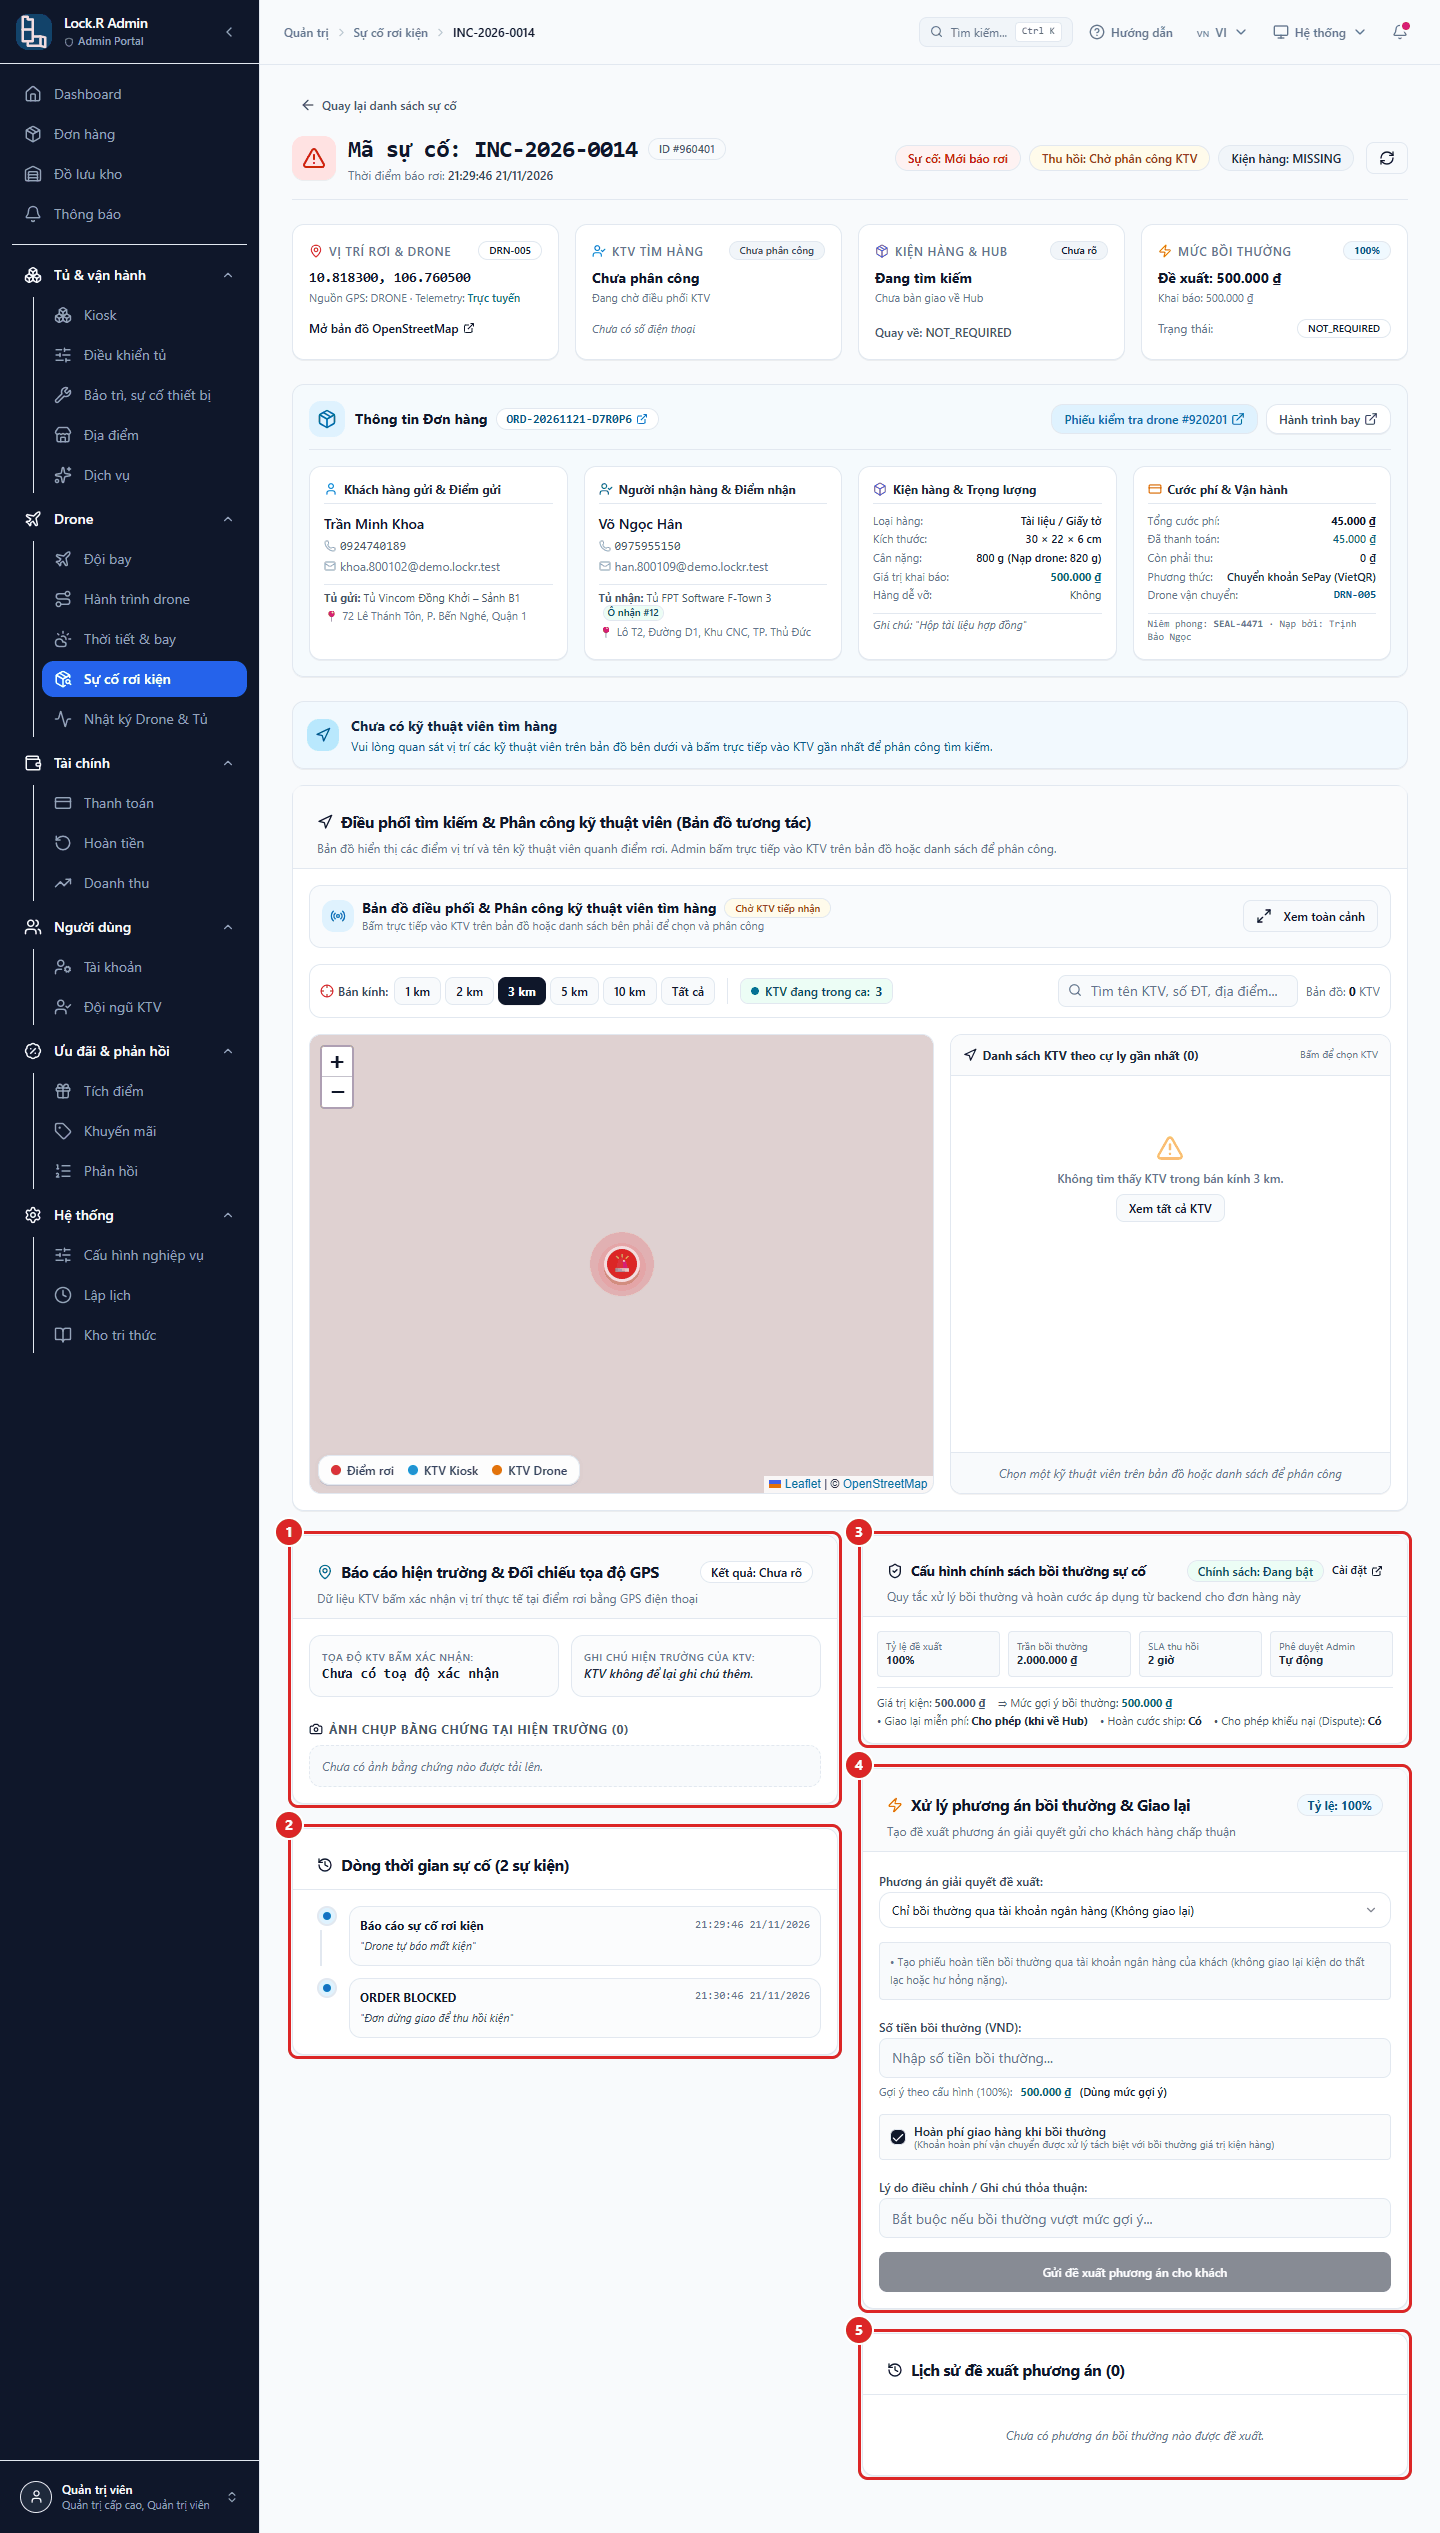 Lock.R Admin
Admin Portal
Dashboard
Đơn hàng
Đồ lưu kho
Thông báo
Tủ & vận hành
Kiosk
Điều khiển tủ
Bảo trì, sự cố thiết bị
Địa điểm
Dịch vụ
Drone
Đội bay
Hành trình drone
Thời tiết & bay
Sự cố rơi kiện
Nhật ký Drone & Tủ
Tài chính
Thanh toán
Hoàn tiền
Doanh thu
Người dùng
Tài khoản
Đội ngũ KTV
Ưu đãi & phản hồi
Tích điểm
Khuyến mãi
Phản hồi
Hệ thống
Cấu hình nghiệp vụ
Lập lịch
Kho tri thức
Quản trị viên
Quản trị cấp cao, Quản trị viên
Quản trị > Sự cố rơi kiện > INC-2026-0014
Tìm kiếm... Ctrl K
Hướng dẫn
VN VI
Hệ thống
Quay lại danh sách sự cố
Mã sự cố: INC-2026-0014 ID #960401
Thời điểm báo rơi: 21:29:46 21/11/2026
Sự cố: Mới báo rơi
Thu hồi: Chờ phân công KTV
Kiện hàng: MISSING
VỊ TRÍ RƠI & DRONE DRN-005
10.818300, 106.760500
Nguồn GPS: DRONE · Telemetry: Trực tuyến
Mở bản đồ OpenStreetMap
KTV TÌM HÀNG Chưa phân công
Chưa phân công
Đang chờ điều phối KTV
Chưa có số điện thoại
KIỆN HÀNG & HUB Chưa rõ
Đang tìm kiếm
Chưa bàn giao về Hub
Quay về: NOT_REQUIRED
MỨC BỒI THƯỜNG 100%
Đề xuất: 500.000 ₫
Khai báo: 500.000 ₫
Trạng thái: NOT_REQUIRED
Thông tin Đơn hàng ORD-20261121-D7R0P6
Phiếu kiểm tra drone #920201
Hành trình bay
Khách hàng gửi & Điểm gửi
Trần Minh Khoa
0924740189
khoa.800102@demo.lockr.test
Tủ gửi: Tủ Vincom Đồng Khởi – Sảnh B1
72 Lê Thánh Tôn, P. Bến Nghé, Quận 1
Người nhận hàng & Điểm nhận
Võ Ngọc Hân
0975955150
han.800109@demo.lockr.test
Tủ nhận: Tủ FPT Software F-Town 3
Ô nhận #12
Lô T2, Đường D1, Khu CNC, TP. Thủ Đức
Kiện hàng & Trọng lượng
Loại hàng: Tài liệu / Giấy tờ
Kích thước: 30 × 22 × 6 cm
Cân nặng: 800 g (Nạp drone: 820 g)
Giá trị khai báo: 500.000 ₫
Hàng dễ vỡ: Không
Ghi chú: "Hộp tài liệu hợp đồng"
Cước phí & Vận hành
Tổng cước phí: 45.000 ₫
Đã thanh toán: 45.000 ₫
Còn phải thu: 0 ₫
Phương thức: Chuyển khoản SePay (VietQR)
Drone vận chuyển: DRN-005
Niêm phong: SEAL-4471 · Nạp bởi: Trịnh
Bảo Ngọc
Chưa có kỹ thuật viên tìm hàng
Vui lòng quan sát vị trí các kỹ thuật viên trên bản đồ bên dưới và bấm trực tiếp vào KTV gần nhất để phân công tìm kiếm.
Điều phối tìm kiếm & Phân công kỹ thuật viên (Bản đồ tương tác)
Bản đồ hiển thị các điểm vị trí và tên kỹ thuật viên quanh điểm rơi. Admin bấm trực tiếp vào KTV trên bản đồ hoặc danh sách để phân công.
Bản đồ điều phối & Phân công kỹ thuật viên tìm hàng Chờ KTV tiếp nhận
Bấm trực tiếp vào KTV trên bản đồ hoặc danh sách bên phải để chọn và phân công
Xem toàn cảnh
Bán kính: 1 km 2 km 3 km 5 km 10 km Tất cả
KTV đang trong ca: 3
Tìm tên KTV, số ĐT, địa điểm...
Bản đồ: 0 KTV
+
−
Điểm rơi KTV Kiosk KTV Drone
Leaflet | © OpenStreetMap
Danh sách KTV theo cự ly gần nhất (0) Bấm để chọn KTV
Không tìm thấy KTV trong bán kính 3 km.
Xem tất cả KTV
Chọn một kỹ thuật viên trên bản đồ hoặc danh sách để phân công
1
Báo cáo hiện trường & Đối chiếu tọa độ GPS Kết quả: Chưa rõ
Dữ liệu KTV bấm xác nhận vị trí thực tế tại điểm rơi bằng GPS điện thoại
TỌA ĐỘ KTV BẤM XÁC NHẬN:
Chưa có toạ độ xác nhận
GHI CHÚ HIỆN TRƯỜNG CỦA KTV:
KTV không để lại ghi chú thêm.
ẢNH CHỤP BẰNG CHỨNG TẠI HIỆN TRƯỜNG (0)
Chưa có ảnh bằng chứng nào được tải lên.
2
Dòng thời gian sự cố (2 sự kiện)
Báo cáo sự cố rơi kiện 21:29:46 21/11/2026
"Drone tự báo mất kiện"
ORDER BLOCKED 21:30:46 21/11/2026
"Đơn dừng giao để thu hồi kiện"
3
Cấu hình chính sách bồi thường sự cố Chính sách: Đang bật Cài đặt
Quy tắc xử lý bồi thường và hoàn cước áp dụng từ backend cho đơn hàng này
Tỷ lệ đề xuất
100%
Trần bồi thường
2.000.000 ₫
SLA thu hồi
2 giờ
Phê duyệt Admin
Tự động
Giá trị kiện: 500.000 ₫ ⇒ Mức gợi ý bồi thường: 500.000 ₫
• Giao lại miễn phí: Cho phép (khi về Hub) • Hoàn cước ship: Có • Cho phép khiếu nại (Dispute): Có
4
Xử lý phương án bồi thường & Giao lại Tỷ lệ: 100%
Tạo đề xuất phương án giải quyết gửi cho khách hàng chấp thuận
Phương án giải quyết đề xuất:
Chỉ bồi thường qua tài khoản ngân hàng (Không giao lại)
• Tạo phiếu hoàn tiền bồi thường qua tài khoản ngân hàng của khách (không giao lại kiện do thất
lạc hoặc hư hỏng nặng).
Số tiền bồi thường (VND):
Nhập số tiền bồi thường...
Gợi ý theo cấu hình (100%): 500.000 ₫ (Dùng mức gợi ý)
Hoàn phí giao hàng khi bồi thường
(Khoản hoàn phí vận chuyển được xử lý tách biệt với bồi thường giá trị kiện hàng)
Lý do điều chỉnh / Ghi chú thỏa thuận:
Bắt buộc nếu bồi thường vượt mức gợi ý...
Gửi đề xuất phương án cho khách
5
Lịch sử đề xuất phương án (0)
Chưa có phương án bồi thường nào được đề xuất.